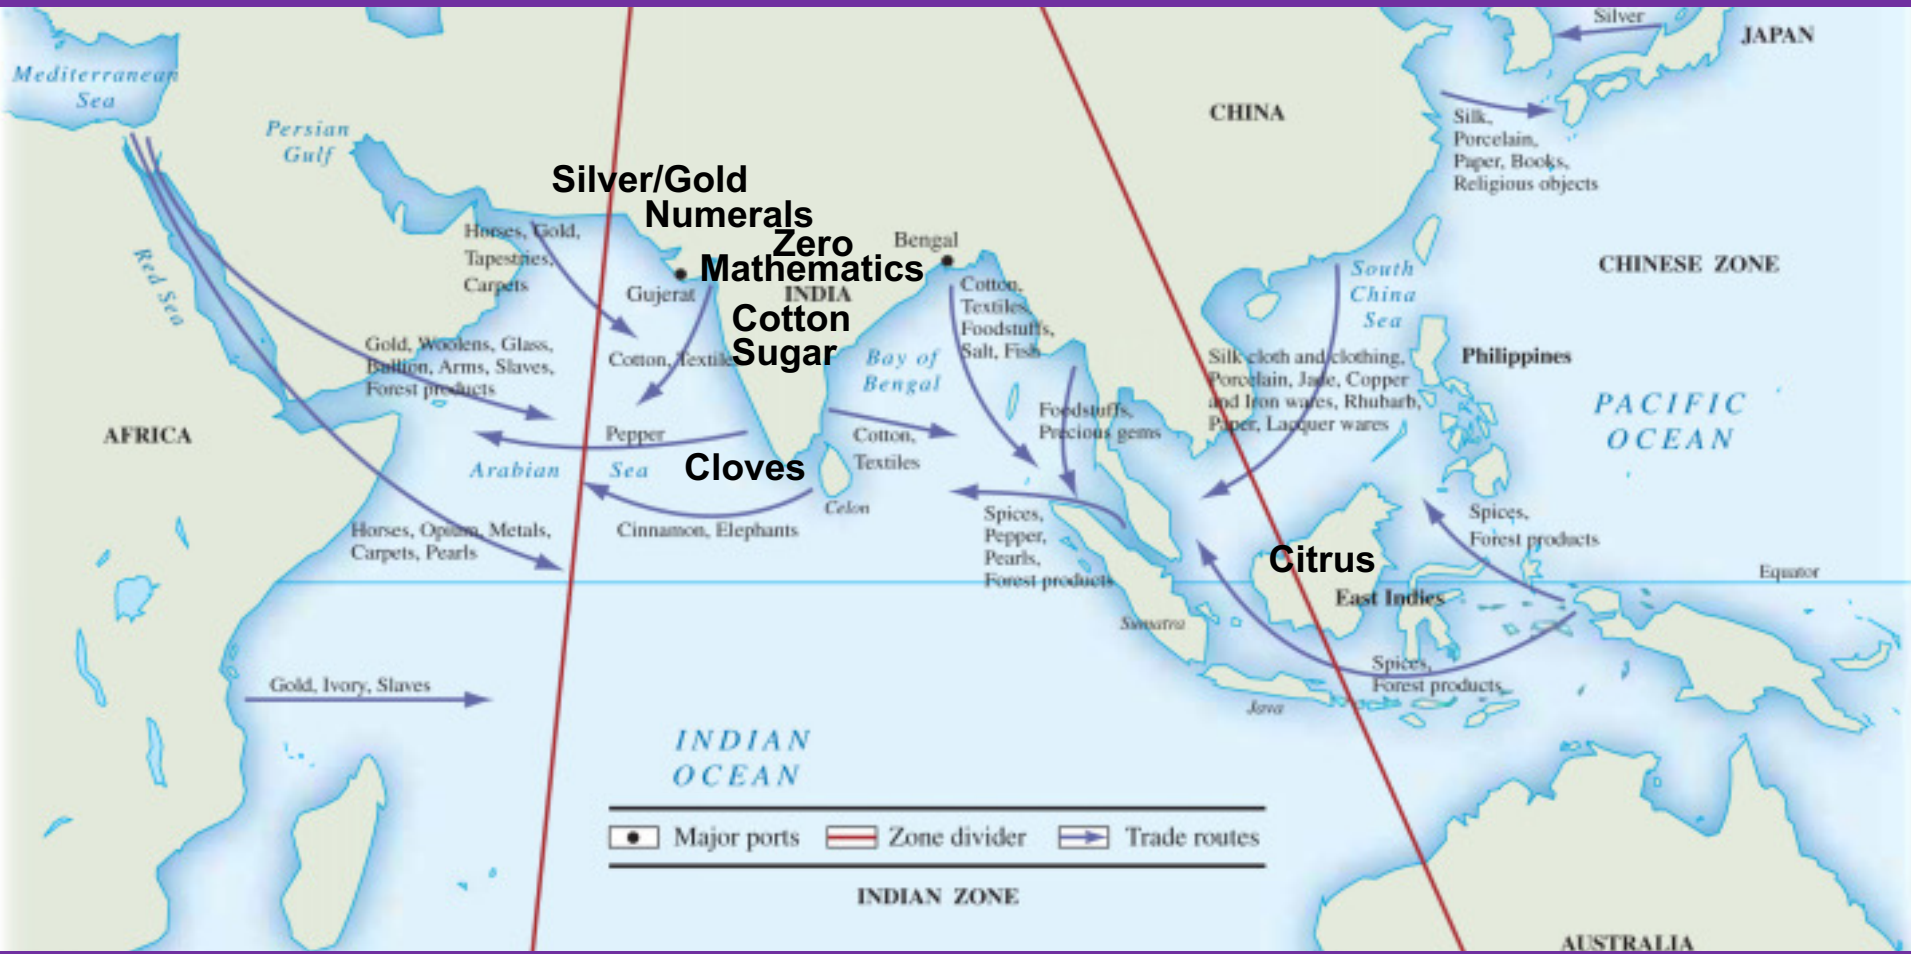 Silver
JAPAN
Mediterranean
Sea
CHINA
Persian
Gulf
Silk,
Porcelain,
Paper, Books,
Religious objects
Silver/Gold
Numerals
Zero
Mathematics
INDIA
Cotton
Sugar
Horses, Gold,
Tapestries,
Carpets
Gujerat
Bengal
Red Sea
South
China
Sea
CHINESE ZONE
Cotton,
Textiles,
Foodstuffs,
Salt, Fish
Gold, Woolens, Glass,
Bullion, Arms, Slaves,
Forest products
Cotton, Textile
Bay of
Bengal
Silk cloth and clothing,
Porcelain, Jade, Copper
and Iron wares, Rhubarb,
Paper, Lacquer wares
Philippines
PACIFIC
OCEAN
AFRICA
Foodstuffs,
Precious gems
Pepper
Cotton,
Textiles
Arabian Sea
Cloves
Celon
Cinnamon, Elephants
Horses, Opium, Metals,
Carpets, Pearls
Spices,
Pepper,
Pearls,
Forest products
Spices,
Forest products
Citrus
East Indies
Equator
Sumatra
Gold, Ivory, Slaves
Spices,
Forest products
Java
INDIAN
OCEAN
Major ports Zone divider Trade routes
INDIAN ZONE
AUSTRALIA